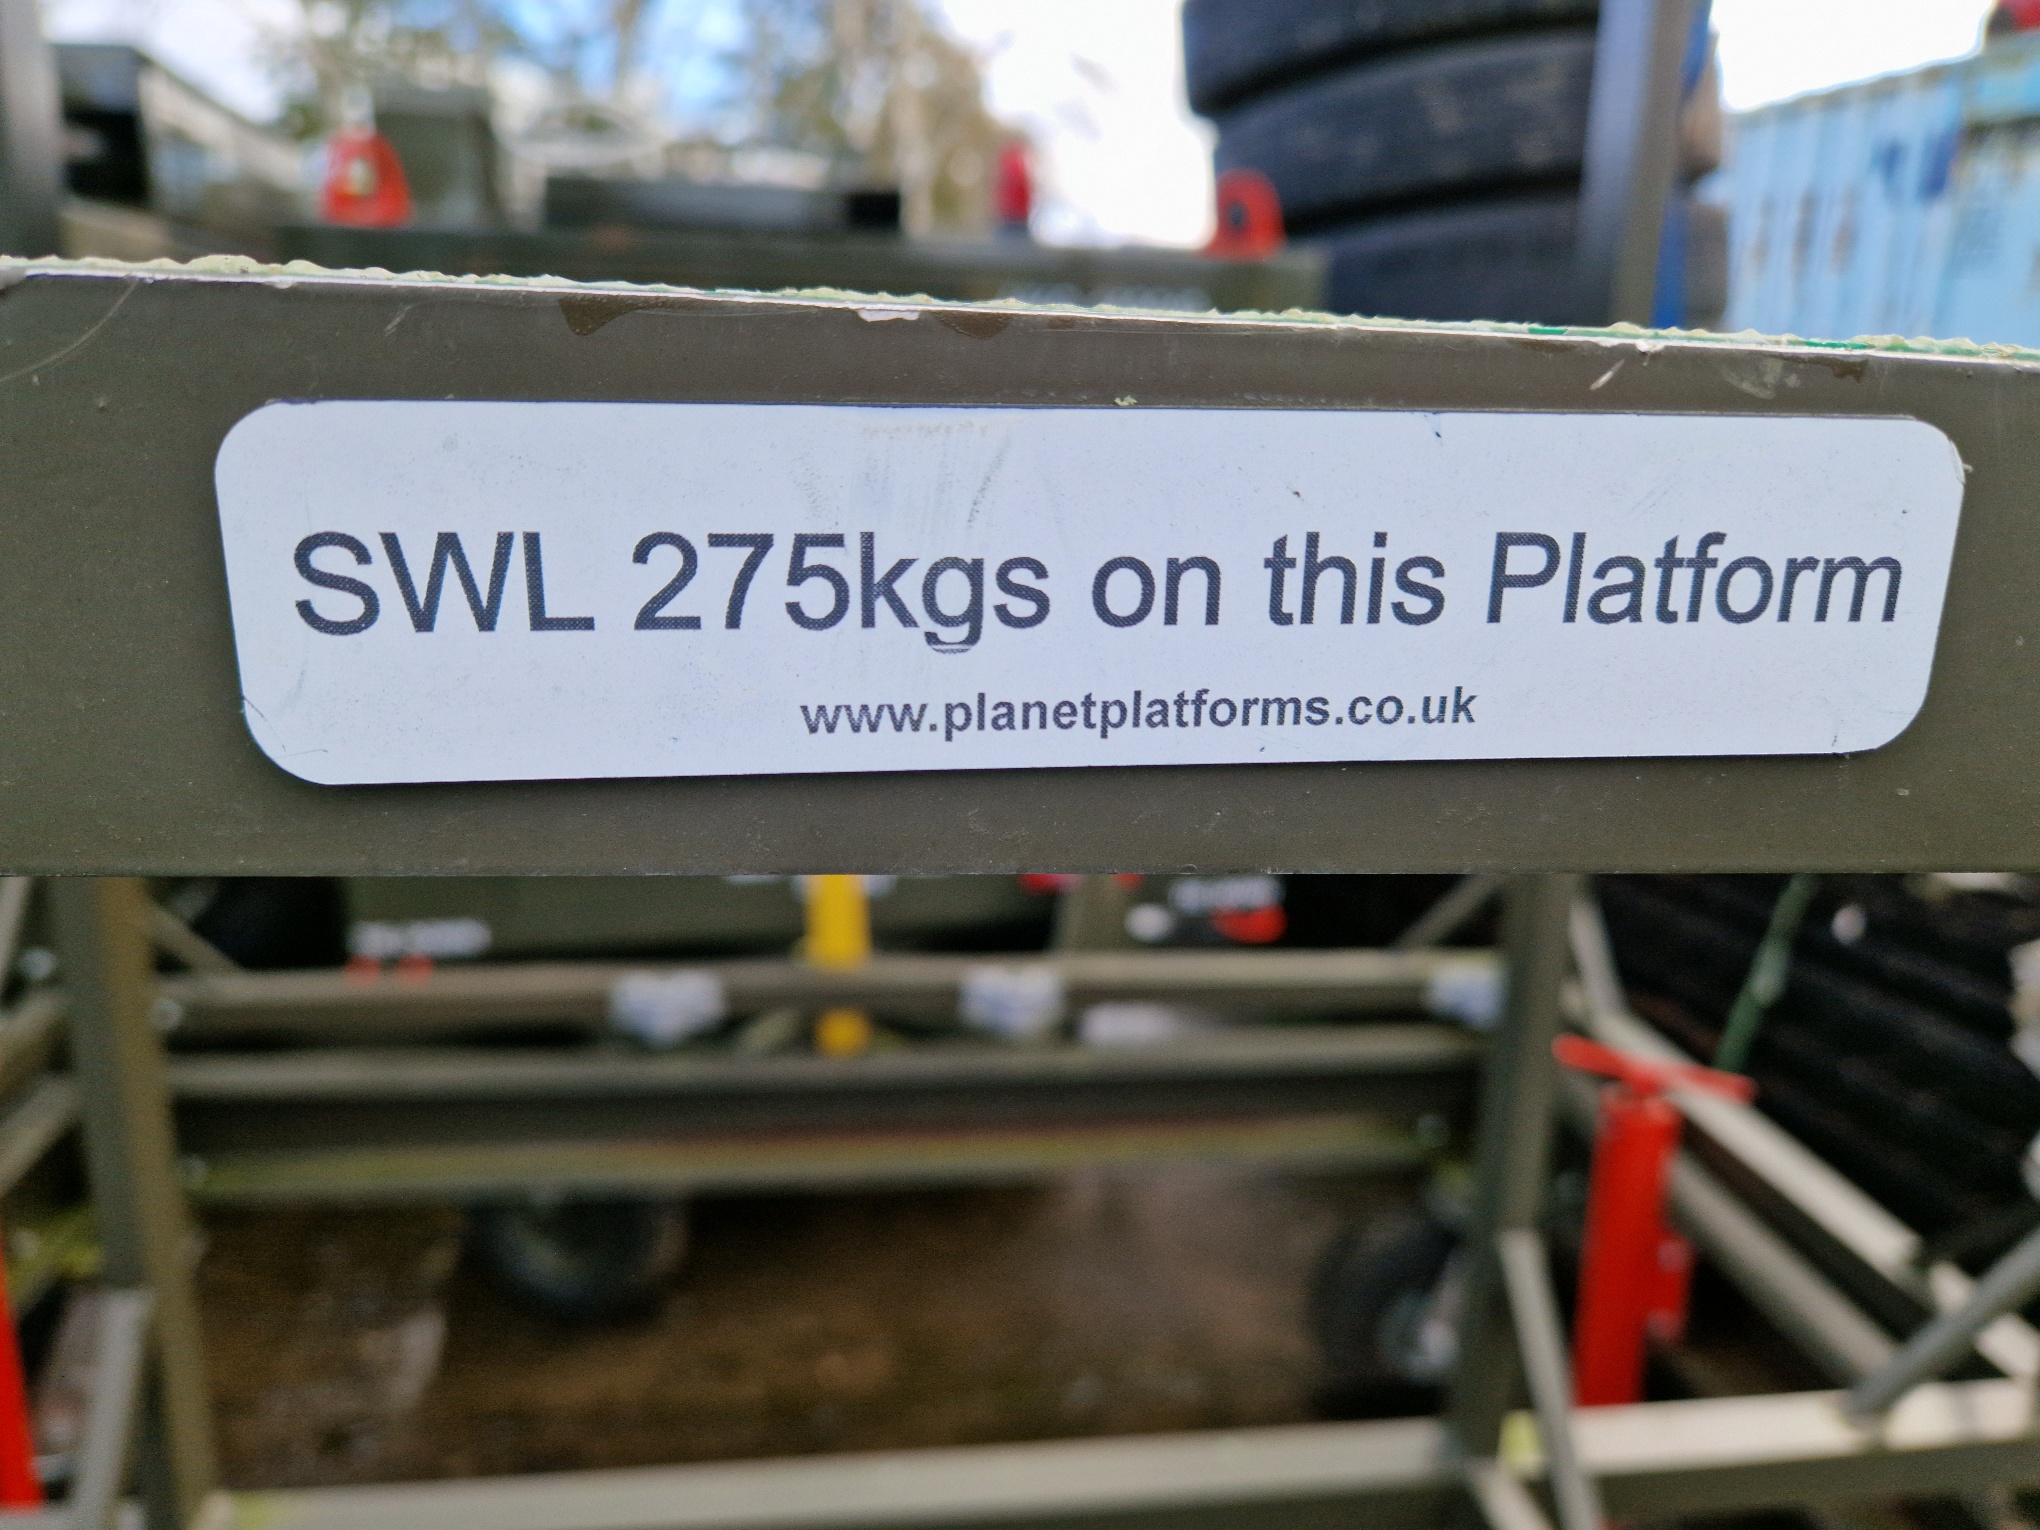 SWL 275kgs on this Platform
www.planetplatforms.co.uk